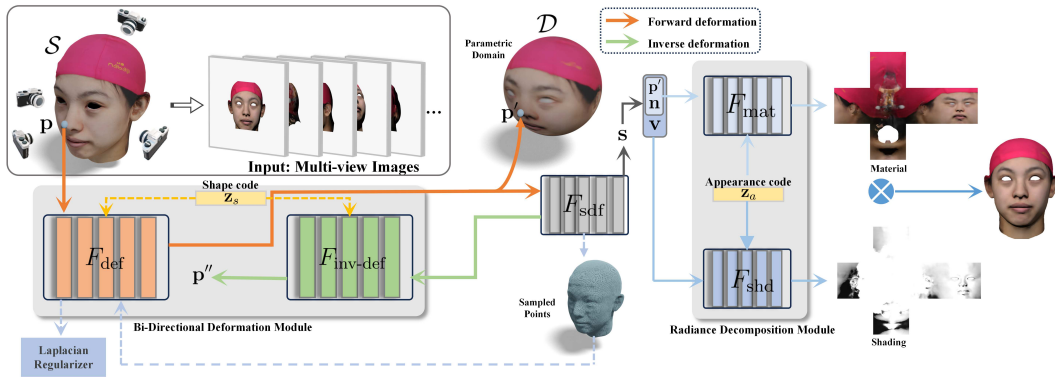 S
p
Input: Multi-view Images
...
D
Parametric
Domain
p′
Forward deformation
Inverse deformation
Shape code
z_s
F_def
F_inv-def
p″
Bi-Directional Deformation Module
Laplacian
Regularizer
F_sdf
Sampled
Points
s
p′
n
v
F_mat
Appearance code
z_a
F_shd
Radiance Decomposition Module
Material
Shading